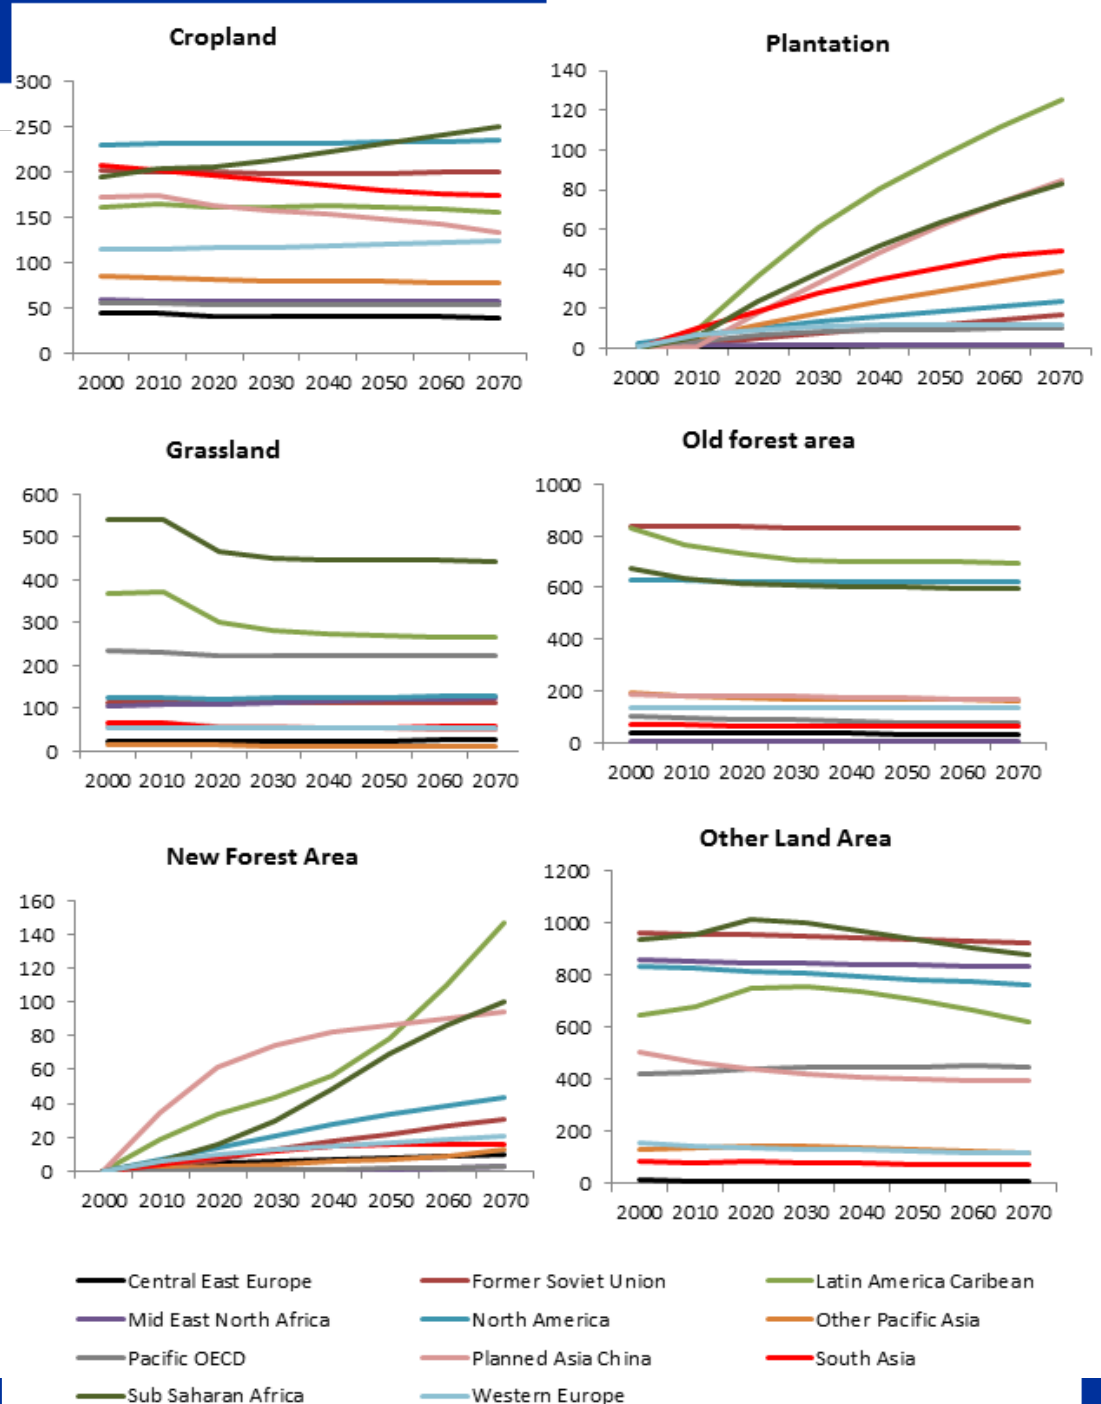 Cropland
300
250
200
150
100
50
0
2000 2010 2020 2030 2040 2050 2060 2070
Plantation
140
120
100
80
60
40
20
0
2000 2010 2020 2030 2040 2050 2060 2070
Grassland
600
500
400
300
200
100
0
2000 2010 2020 2030 2040 2050 2060 2070
Old forest area
1000
800
600
400
200
0
2000 2010 2020 2030 2040 2050 2060 2070
New Forest Area
160
140
120
100
80
60
40
20
0
2000 2010 2020 2030 2040 2050 2060 2070
Other Land Area
1200
1000
800
600
400
200
0
2000 2010 2020 2030 2040 2050 2060 2070
Central East Europe Former Soviet Union Latin America Caribean
Mid East North Africa North America Other Pacific Asia
Pacific OECD Planned Asia China South Asia
Sub Saharan Africa Western Europe